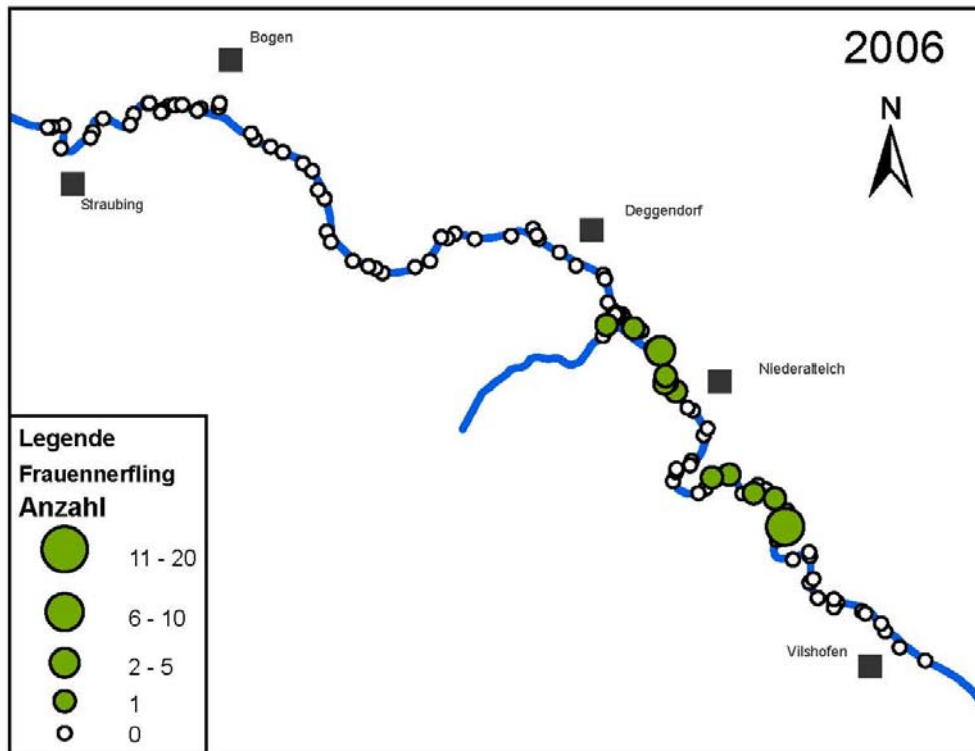 Bogen
2006
N
Straubing
Deggendorf
Niederalteich
Vilshofen
Legende
Frauennerfling
Anzahl
11 - 20
6 - 10
2 - 5
1
0